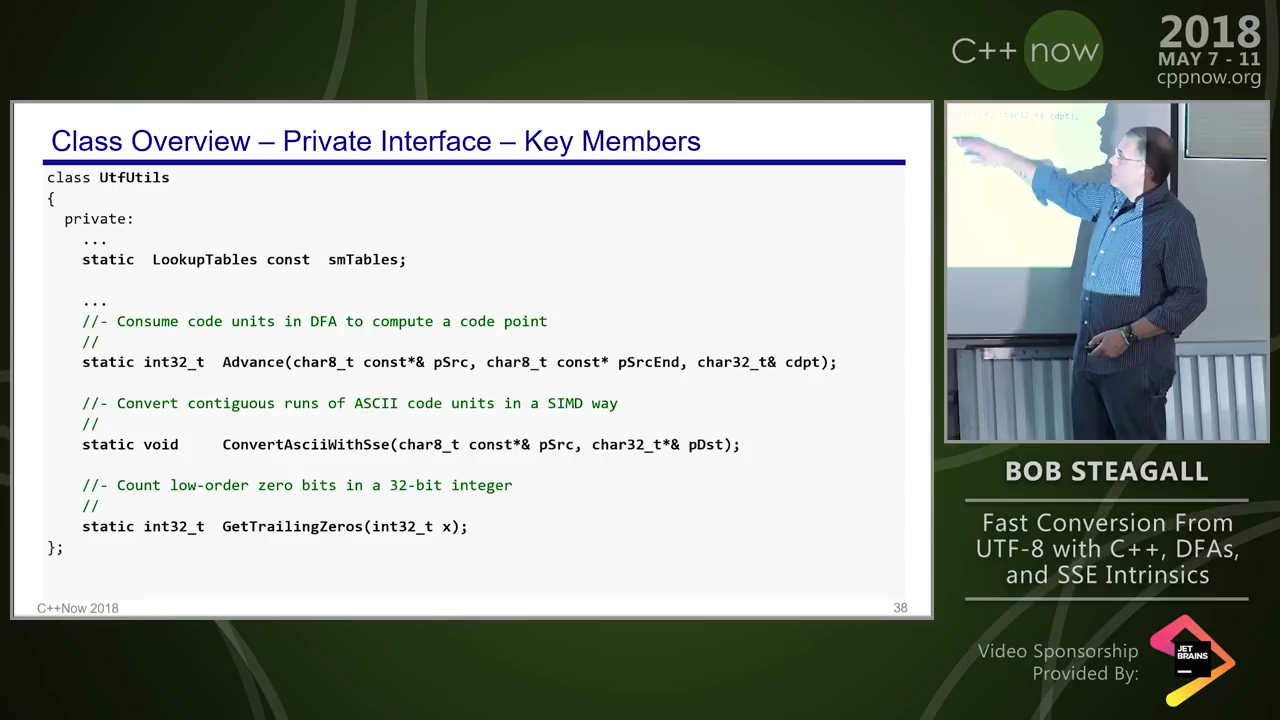 C++ now
2018
MAY 7 - 11
cppnow.org
Class Overview – Private Interface – Key Members
class UtfUtils
{
private:
...
static LookupTables const smTables;
...
//- Consume code units in DFA to compute a code point
//
static int32_t Advance(char8_t const*& pSrc, char8_t const* pSrcEnd, char32_t& cdpt);
//- Convert contiguous runs of ASCII code units in a SIMD way
//
static void ConvertAsciiWithSse(char8_t const*& pSrc, char32_t*& pDst);
//- Count low-order zero bits in a 32-bit integer
//
static int32_t GetTrailingZeros(int32_t x);
};
C++Now 2018
38
char32_t& cdpt);
BOB STEAGALL
Fast Conversion From
UTF-8 with C++, DFAs,
and SSE Intrinsics
Video Sponsorship
Provided By:
JET
BRAINS